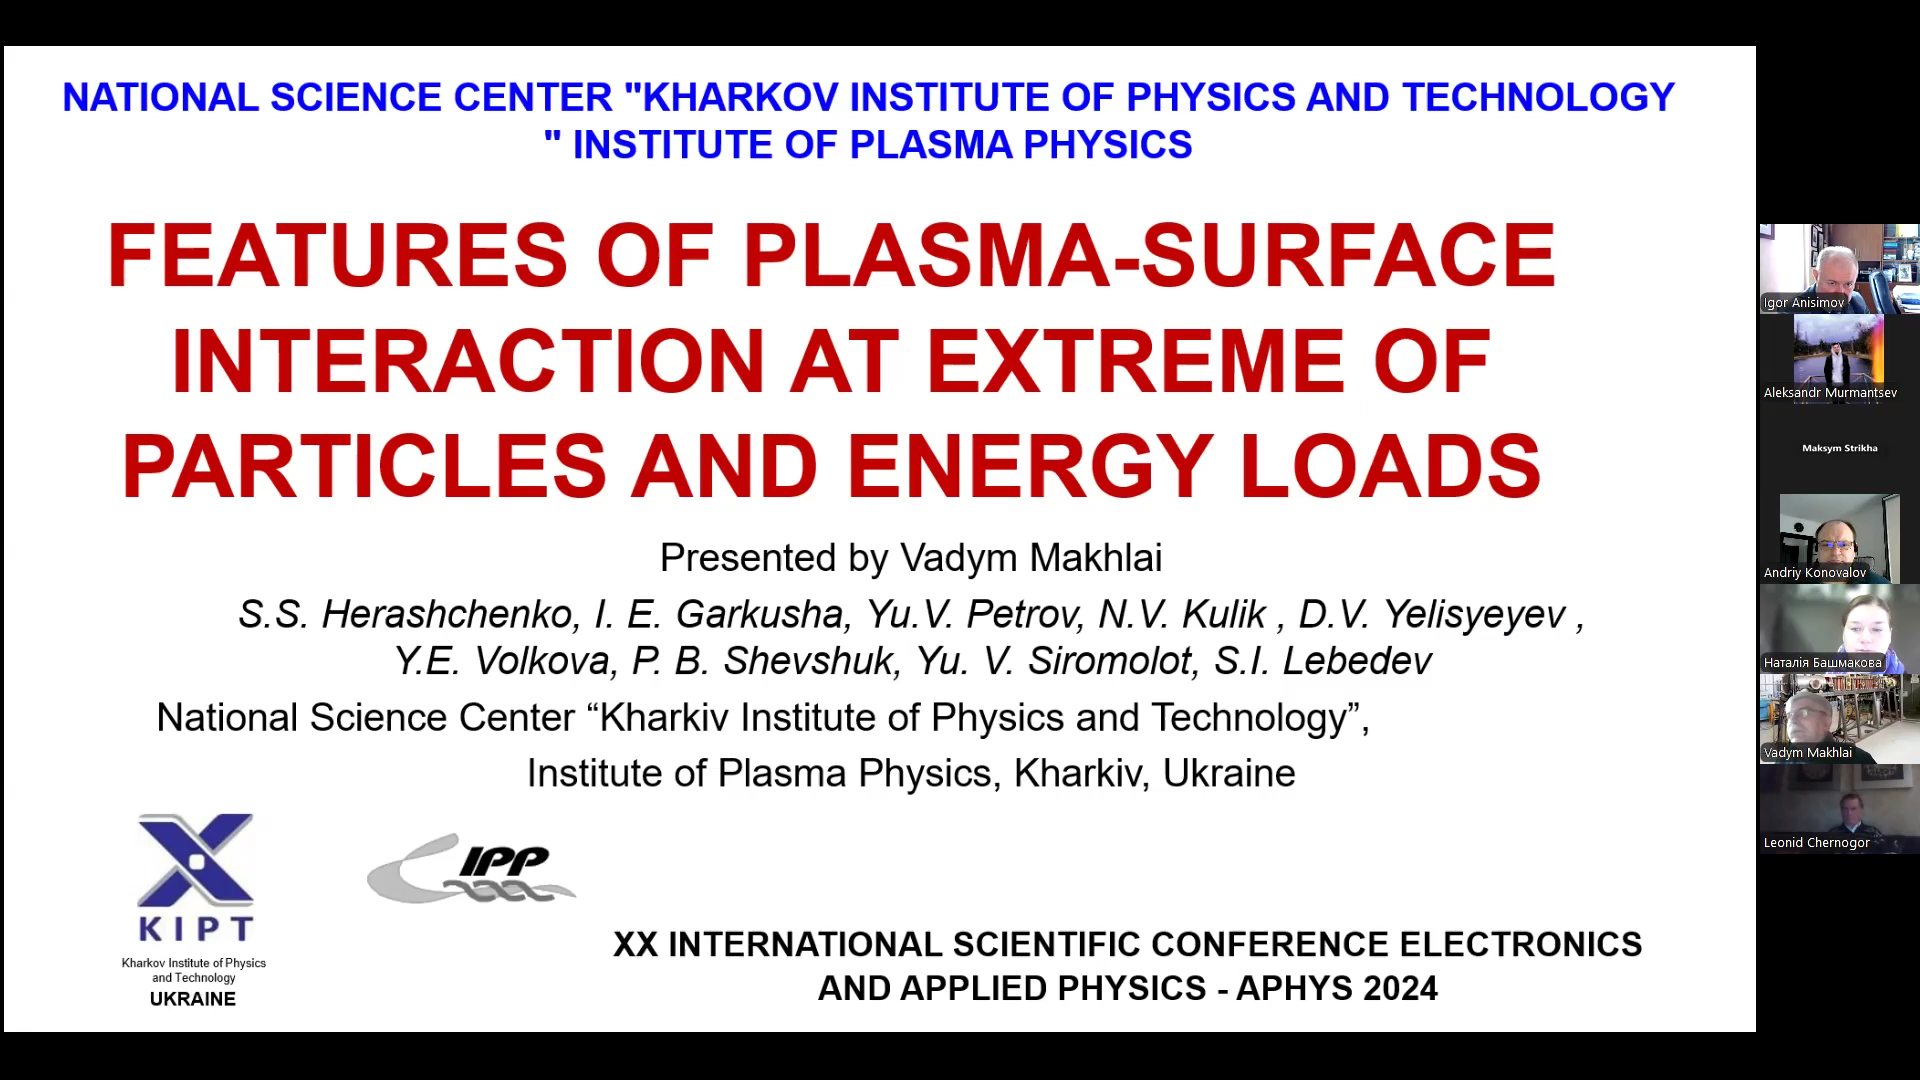 NATIONAL SCIENCE CENTER "KHARKOV INSTITUTE OF PHYSICS AND TECHNOLOGY
" INSTITUTE OF PLASMA PHYSICS
FEATURES OF PLASMA-SURFACE
INTERACTION AT EXTREME OF
PARTICLES AND ENERGY LOADS
Presented by Vadym Makhlai
S.S. Herashchenko, I. E. Garkusha, Yu.V. Petrov, N.V. Kulik , D.V. Yelisyeyev ,
Y.E. Volkova, P. B. Shevshuk, Yu. V. Siromolot, S.I. Lebedev
National Science Center “Kharkiv Institute of Physics and Technology”,
Institute of Plasma Physics, Kharkiv, Ukraine
KIPT
Kharkov Institute of Physics
and Technology
UKRAINE
IPP
XX INTERNATIONAL SCIENTIFIC CONFERENCE ELECTRONICS
AND APPLIED PHYSICS - APHYS 2024
Igor Anisimov
Aleksandr Murmantsev
Maksym Strikha
Andriy Konovalov
Наталія Башмакова
Vadym Makhlai
Leonid Chernogor